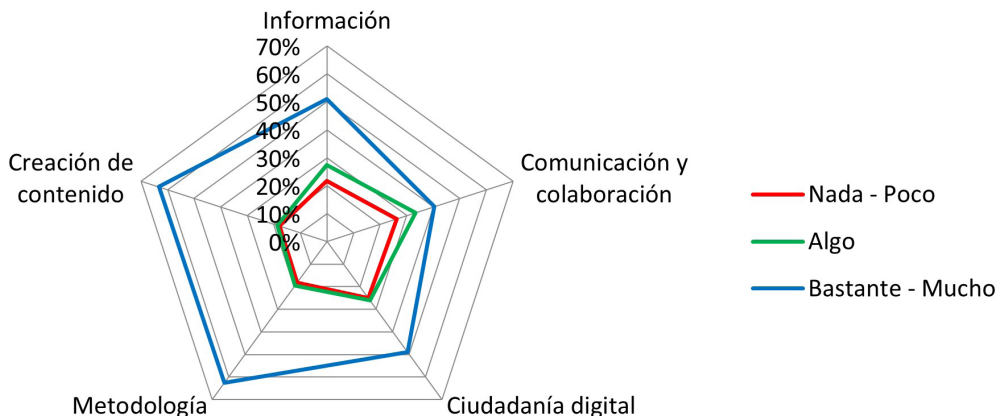 Información
70%
60%
50%
40%
30%
20%
10%
0%
Creación de
contenido
Comunicación y
colaboración
Metodología
Ciudadanía digital
Nada - Poco
Algo
Bastante - Mucho